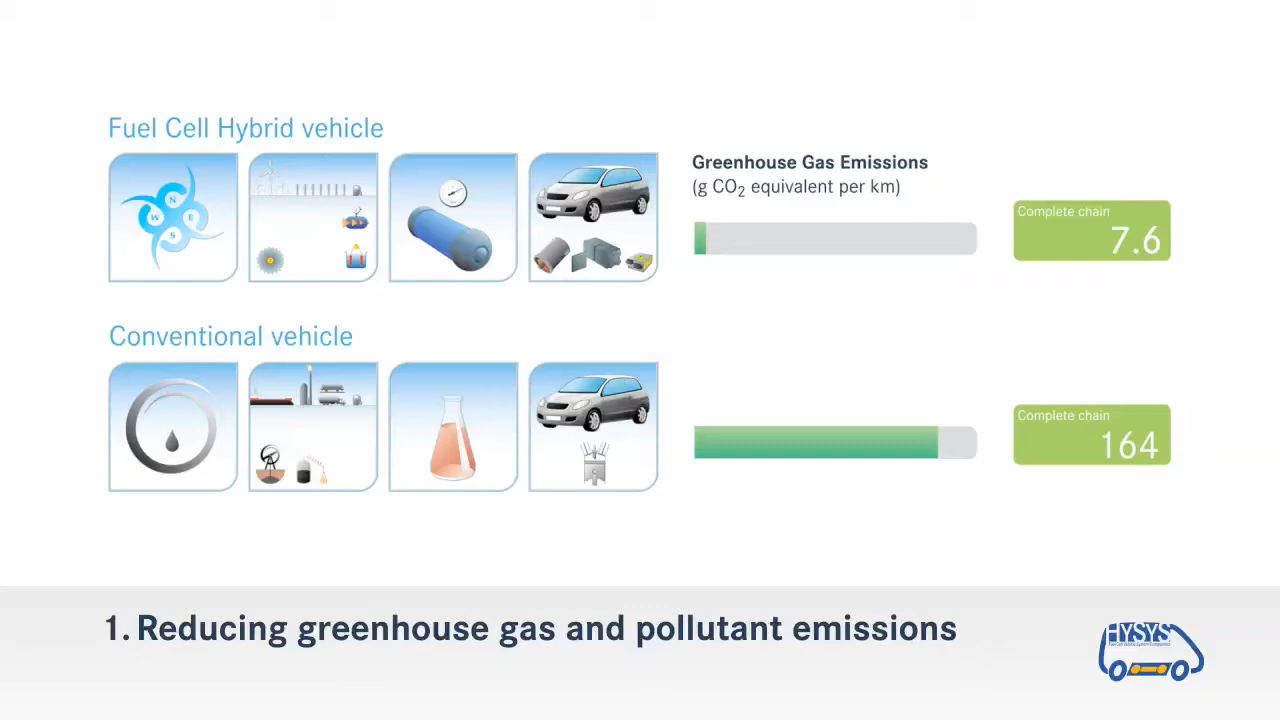 Fuel Cell Hybrid vehicle
N
W
E
S
Greenhouse Gas Emissions
(g CO₂ equivalent per km)
Complete chain
7.6
Conventional vehicle
Complete chain
164
1. Reducing greenhouse gas and pollutant emissions
HYSYS